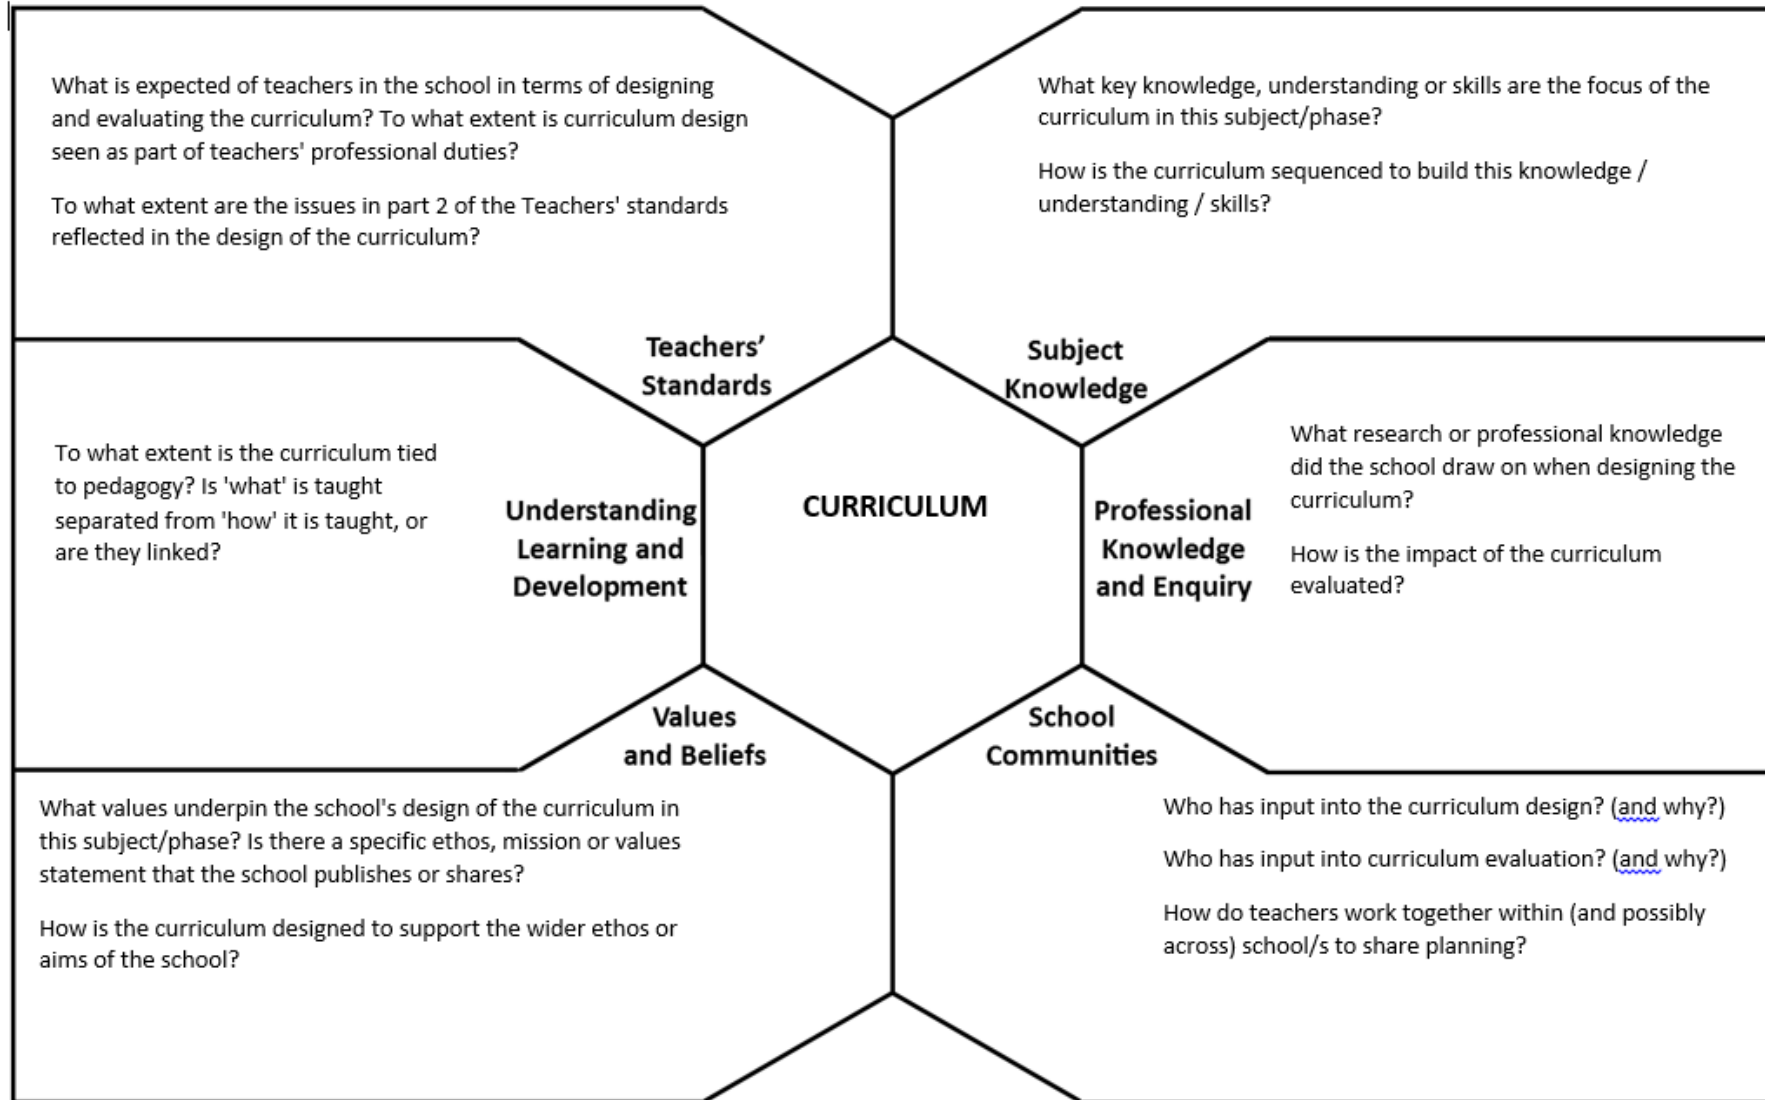 What is expected of teachers in the school in terms of designing
and evaluating the curriculum? To what extent is curriculum design
seen as part of teachers' professional duties?
To what extent are the issues in part 2 of the Teachers' standards
reflected in the design of the curriculum?
Teachers’
Standards
What key knowledge, understanding or skills are the focus of the
curriculum in this subject/phase?
How is the curriculum sequenced to build this knowledge /
understanding / skills?
Subject
Knowledge
To what extent is the curriculum tied
to pedagogy? Is 'what' is taught
separated from 'how' it is taught, or
are they linked?
Understanding
Learning and
Development
CURRICULUM
Professional
Knowledge
and Enquiry
What research or professional knowledge
did the school draw on when designing the
curriculum?
How is the impact of the curriculum
evaluated?
Values
and Beliefs
What values underpin the school's design of the curriculum in
this subject/phase? Is there a specific ethos, mission or values
statement that the school publishes or shares?
How is the curriculum designed to support the wider ethos or
aims of the school?
School
Communities
Who has input into the curriculum design? (and why?)
Who has input into curriculum evaluation? (and why?)
How do teachers work together within (and possibly
across) school/s to share planning?